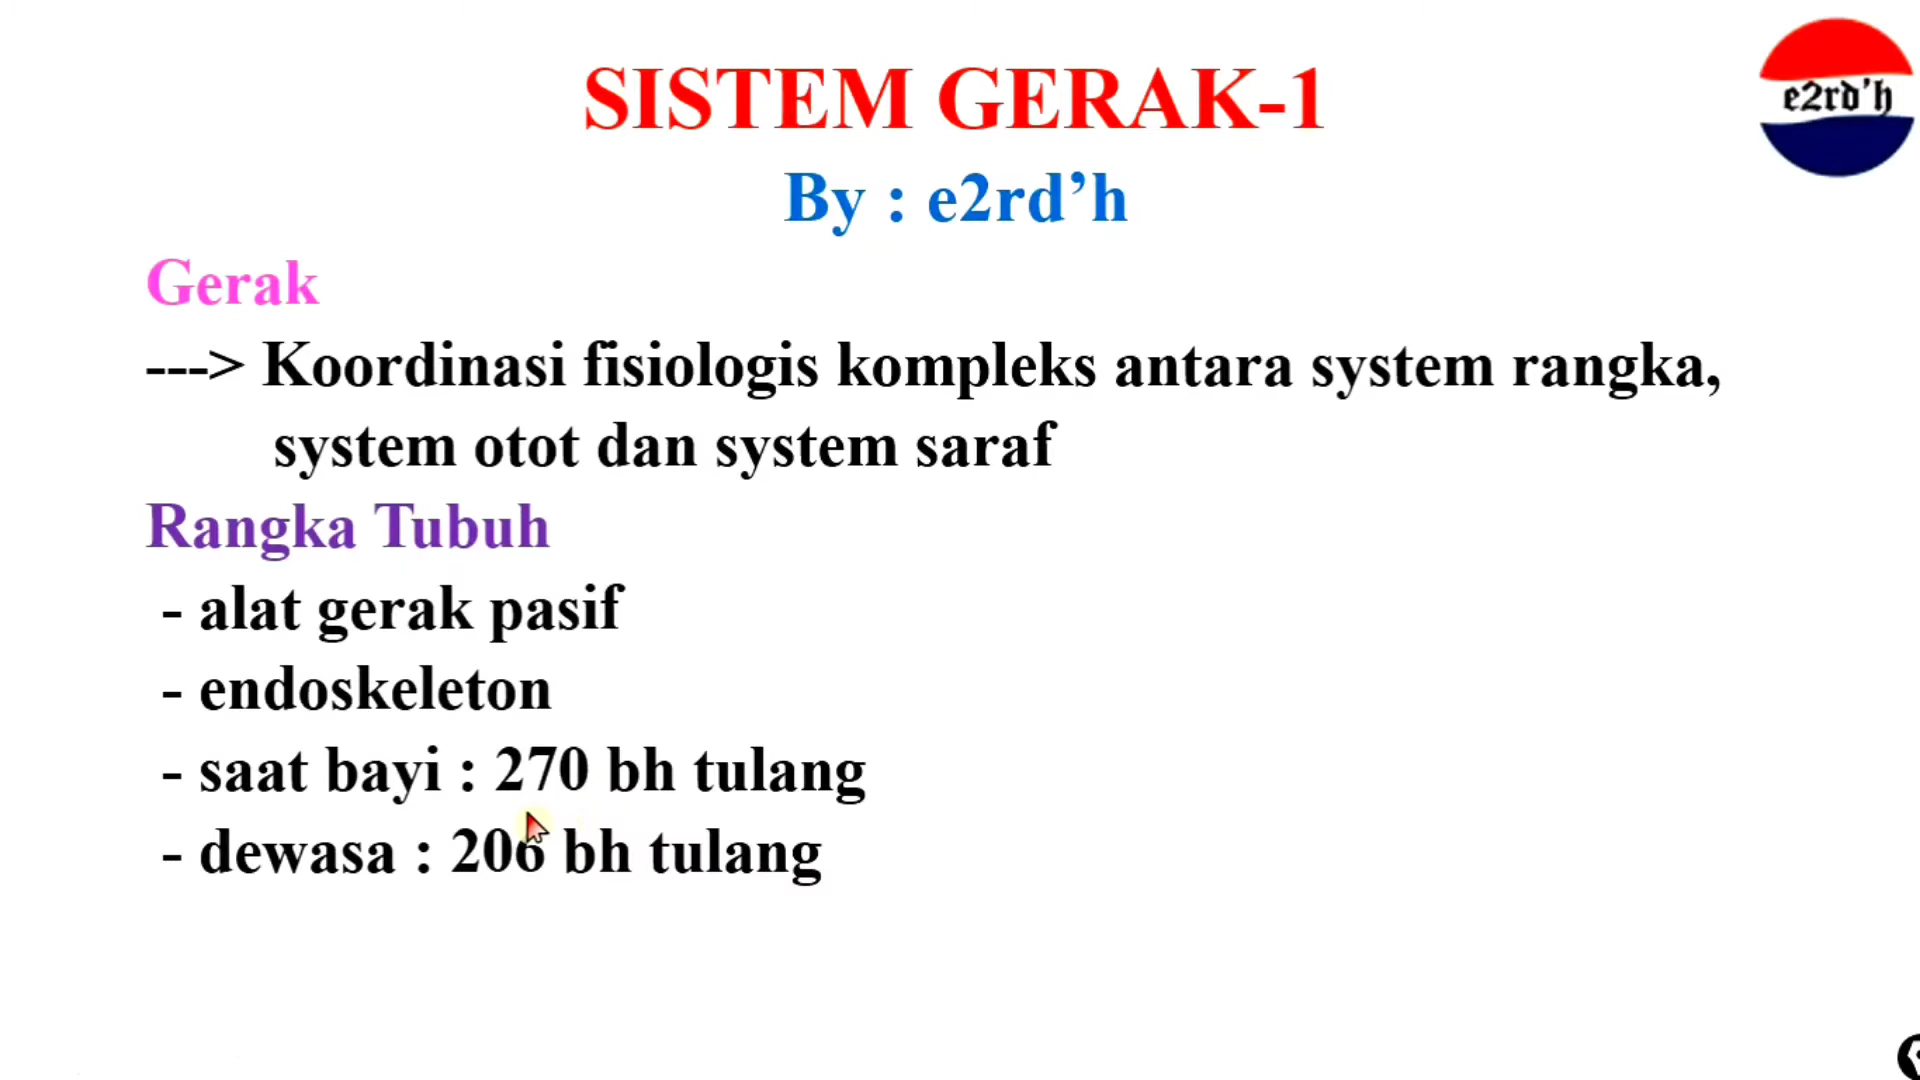 SISTEM GERAK-1
e2rd'h
By : e2rd’h
Gerak
---> Koordinasi fisiologis kompleks antara system rangka,
system otot dan system saraf
Rangka Tubuh
- alat gerak pasif
- endoskeleton
- saat bayi : 270 bh tulang
- dewasa : 206 bh tulang